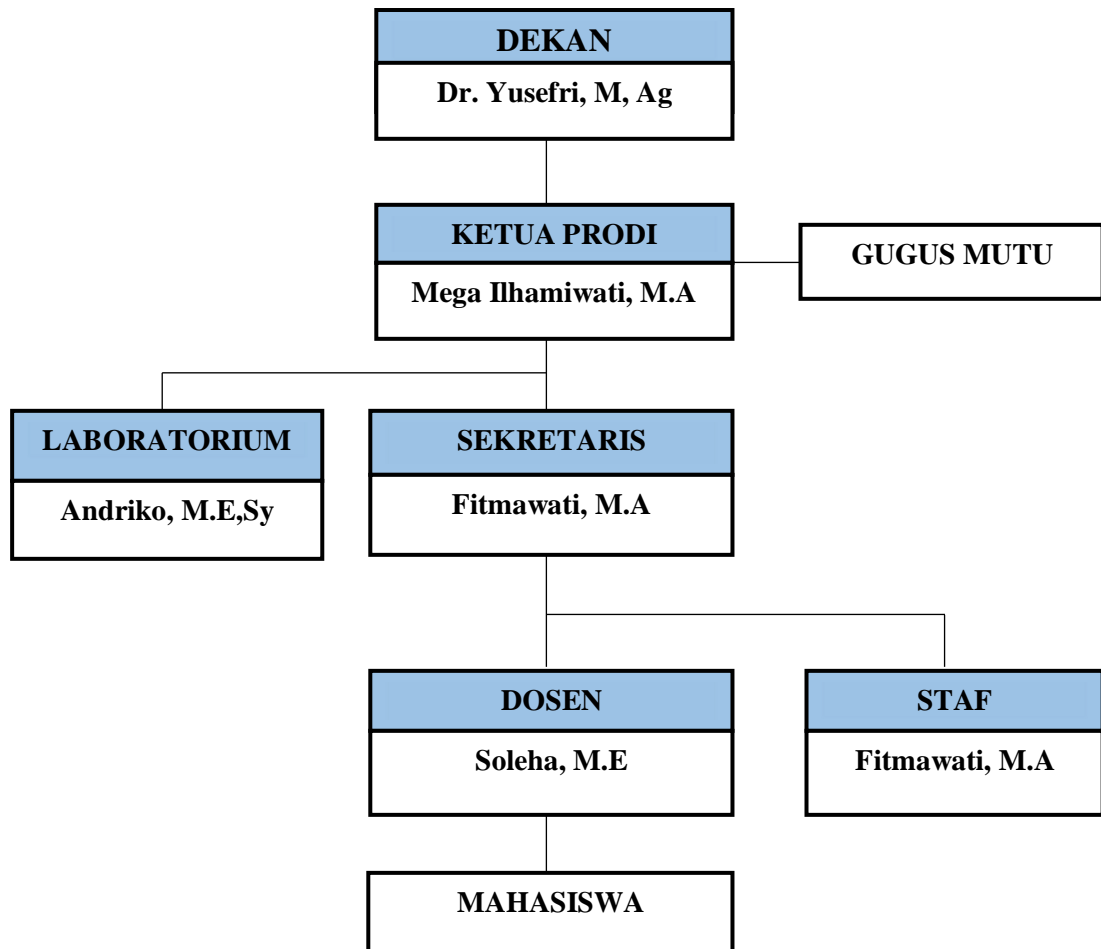 DEKAN
Dr. Yusefri, M, Ag
KETUA PRODI
Mega Ilhamiwati, M.A
GUGUS MUTU
LABORATORIUM
Andriko, M.E,Sy
SEKRETARIS
Fitmawati, M.A
DOSEN
Soleha, M.E
STAF
Fitmawati, M.A
MAHASISWA